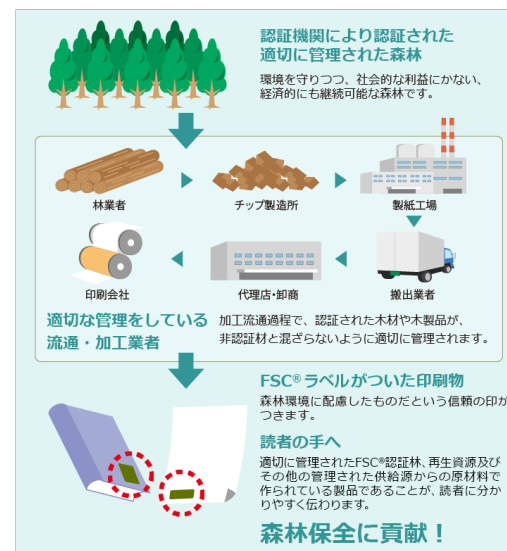 認証機関により認証された
適切に管理された森林
環境を守りつつ、社会的な利益にかない、
経済的にも継続可能な森林です。
林業者
チップ製造所
製紙工場
印刷会社
代理店・卸商
搬出業者
適切な管理をしている
流通・加工業者
加工流通過程で、認証された木材や木製品が、
非認証材と混ざらないように適切に管理されます。
FSC®ラベルがついた印刷物
森林環境に配慮したものだという信頼の印が
つきます。
読者の手へ
適切に管理されたFSC®認証林、再生資源及び
その他の管理された供給源からの原材料で
作られている製品であることが、読者に分か
りやすく伝わります。
森林保全に貢献！